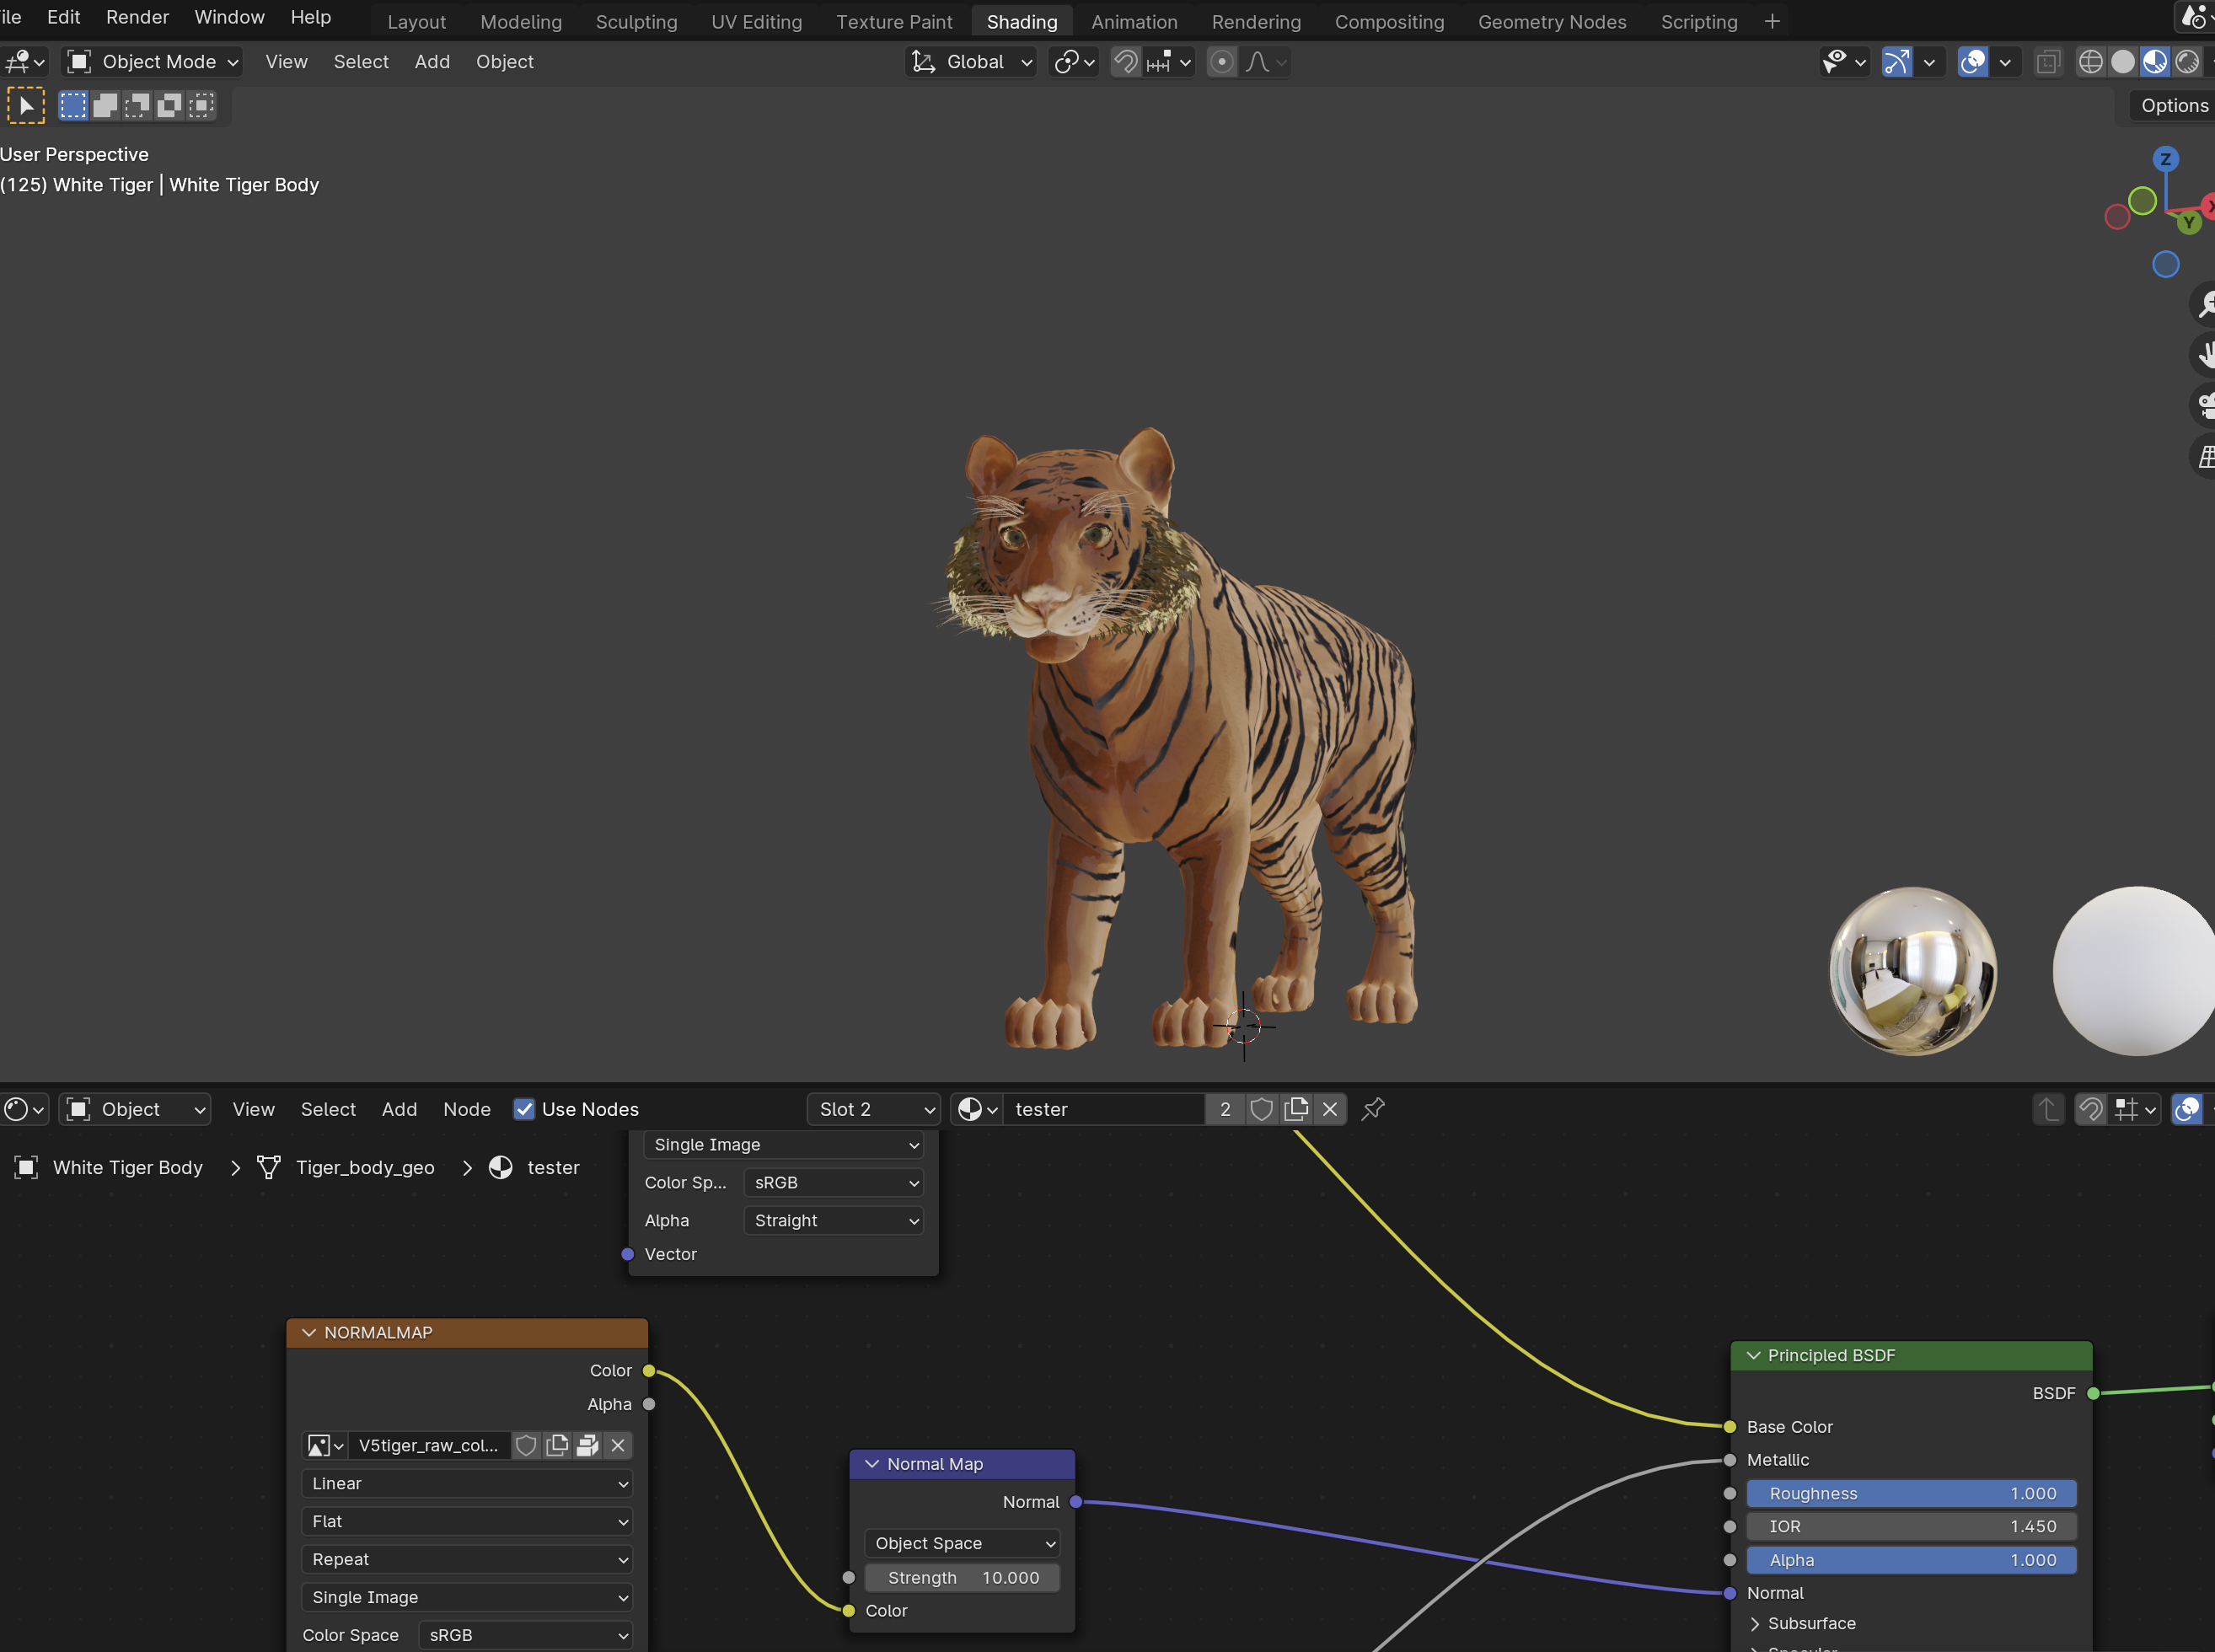 ile Edit Render Window Help Layout Modeling Sculpting UV Editing Texture Paint Shading Animation Rendering Compositing Geometry Nodes Scripting +
Object Mode View Select Add Object Global
Options
User Perspective
(125) White Tiger | White Tiger Body
Z
X
Y
Object View Select Add Node Use Nodes Slot 2 tester 2
White Tiger Body > Tiger_body_geo > tester
Single Image
Color Sp... sRGB
Alpha Straight
Vector
NORMALMAP
Color
Alpha
V5tiger_raw_col...
Linear
Flat
Repeat
Single Image
Color Space sRGB
Normal Map
Normal
Object Space
Strength 10.000
Color
Principled BSDF
BSDF
Base Color
Metallic
Roughness 1.000
IOR 1.450
Alpha 1.000
Normal
Subsurface